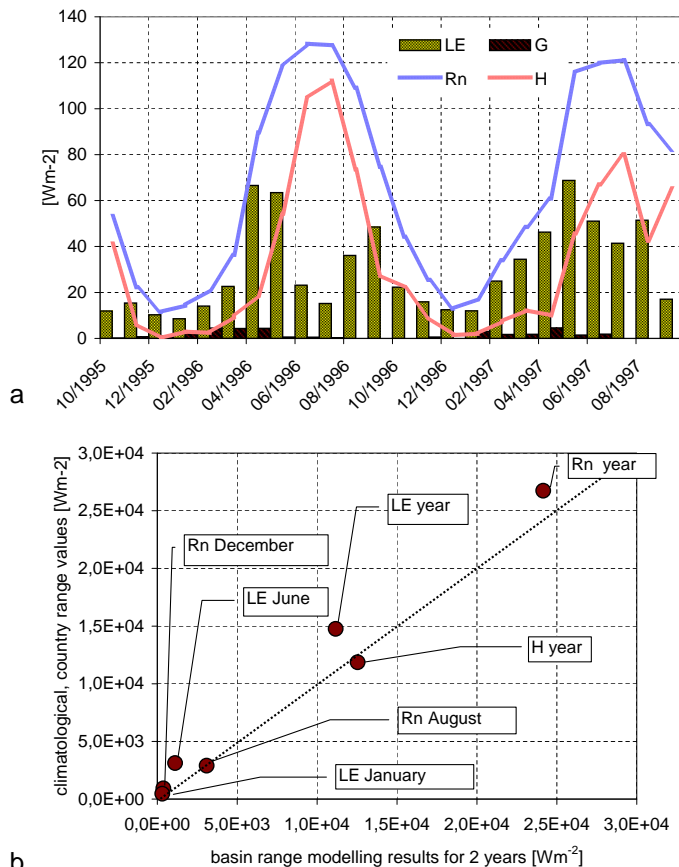 140
120
100
80
60
40
20
0
[Wm-2]
LE
G
Rn
H
10/1995
12/1995
02/1996
04/1996
06/1996
08/1996
10/1996
12/1996
02/1997
04/1997
06/1997
08/1997
a
3,0E+04
2,5E+04
2,0E+04
1,5E+04
1,0E+04
5,0E+03
0,0E+00
climatological, country range values [Wm-2]
Rn year
LE year
Rn December
LE June
H year
Rn August
LE January
0,0E+00
5,0E+03
1,0E+04
1,5E+04
2,0E+04
2,5E+04
3,0E+04
basin range modelling results for 2 years [Wm-2]
b